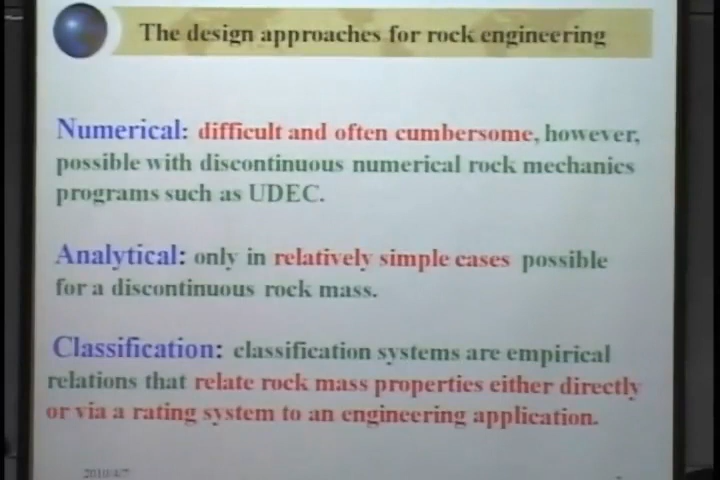 The design approaches for rock engineering
Numerical: difficult and often cumbersome, however,
possible with discontinuous numerical rock mechanics
programs such as UDEC.
Analytical: only in relatively simple cases possible
for a discontinuous rock mass.
Classification: classification systems are empirical
relations that relate rock mass properties either directly
or via a rating system to an engineering application.
2010/4/7